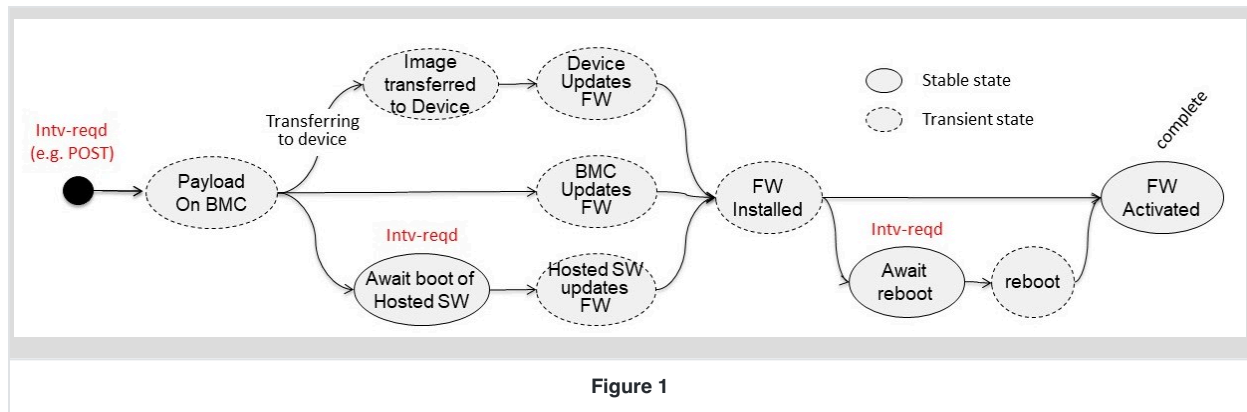 Intv-reqd
(e.g. POST)
Payload
On BMC
Transferring
to device
Image
transferred
to Device
Device
Updates
FW
BMC
Updates
FW
Intv-reqd
Await boot of
Hosted SW
Hosted SW
updates
FW
FW
Installed
Stable state
Transient state
Intv-reqd
Await
reboot
reboot
complete
FW
Activated
Figure 1